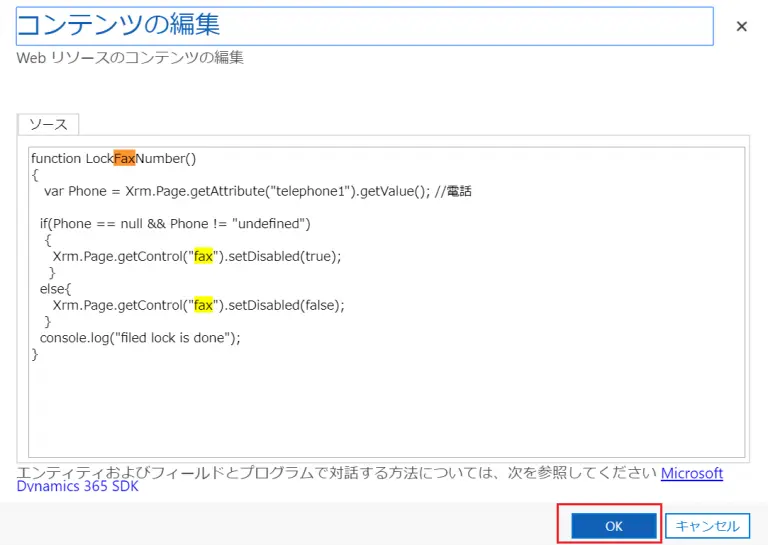 コンテンツの編集
×
Web リソースのコンテンツの編集
ソース
function LockFaxNumber()
{
var Phone = Xrm.Page.getAttribute("telephone1").getValue(); //電話
if(Phone == null && Phone != "undefined")
{
Xrm.Page.getControl("fax").setDisabled(true);
}
else{
Xrm.Page.getControl("fax").setDisabled(false);
}
console.log("filed lock is done");
}
エンティティおよびフィールドとプログラムで対話する方法については、次を参照してください Microsoft
Dynamics 365 SDK
OK キャンセル